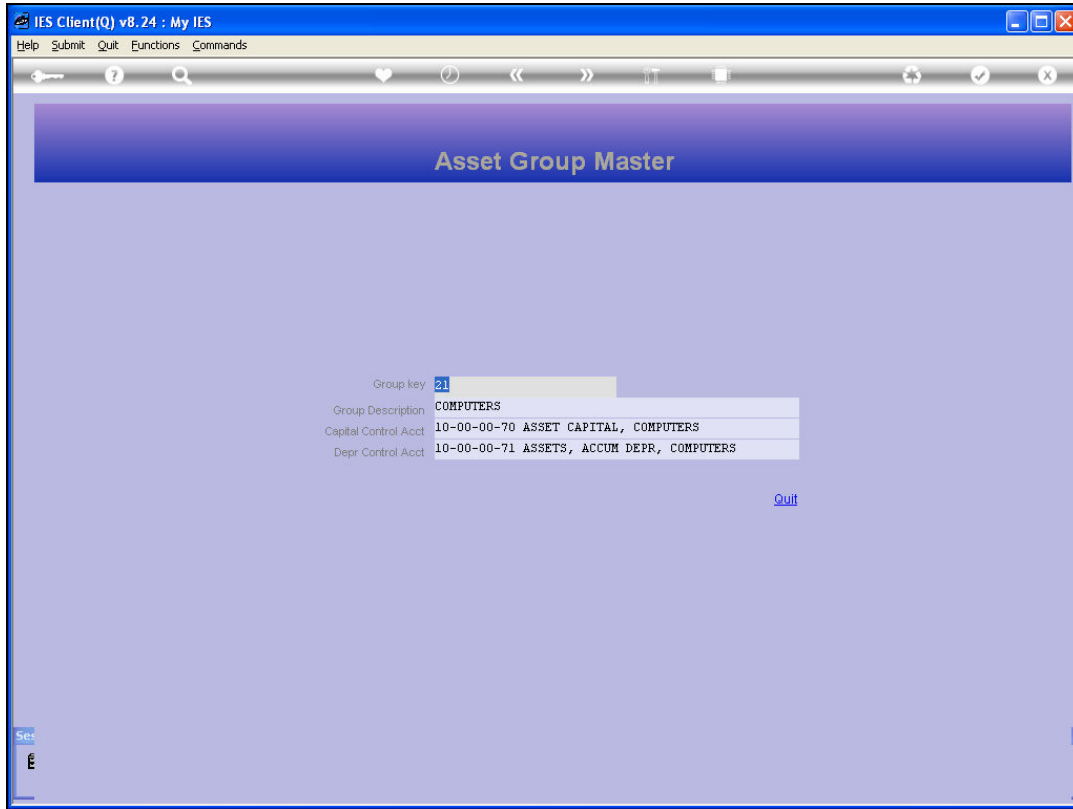 IES Client(Q) v8.24 : My IES
Help Submit Quit Functions Commands
Asset Group Master
Group key 21
Group Description COMPUTERS
Capital Control Acct 10-00-00-70 ASSET CAPITAL, COMPUTERS
Depr Control Acct 10-00-00-71 ASSETS, ACCUM DEPR, COMPUTERS
Quit
Ses